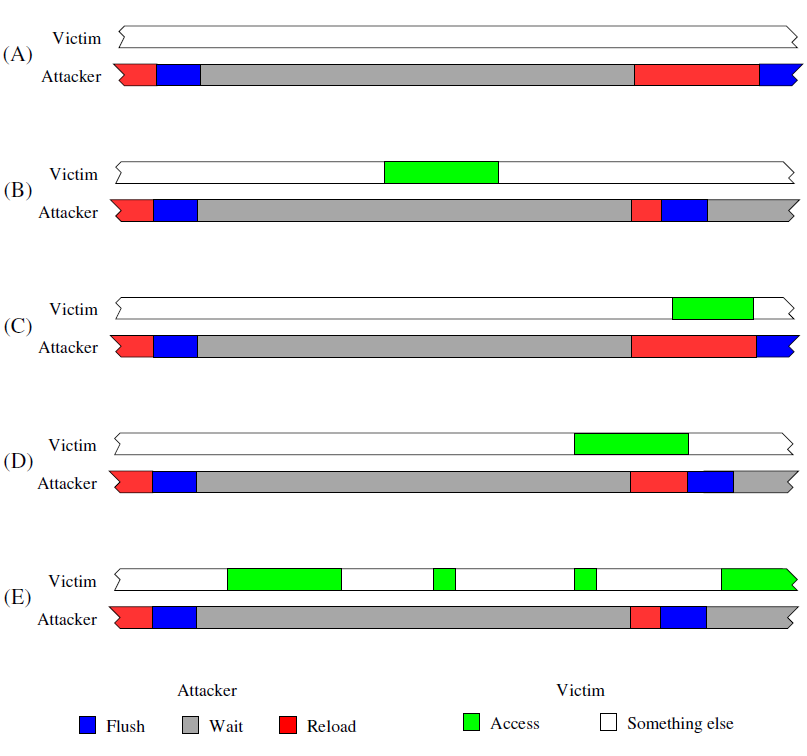 Victim
(A)
Attacker
Victim
(B)
Attacker
Victim
(C)
Attacker
Victim
(D)
Attacker
Victim
(E)
Attacker
Attacker Victim
Flush Wait Reload Access Something else